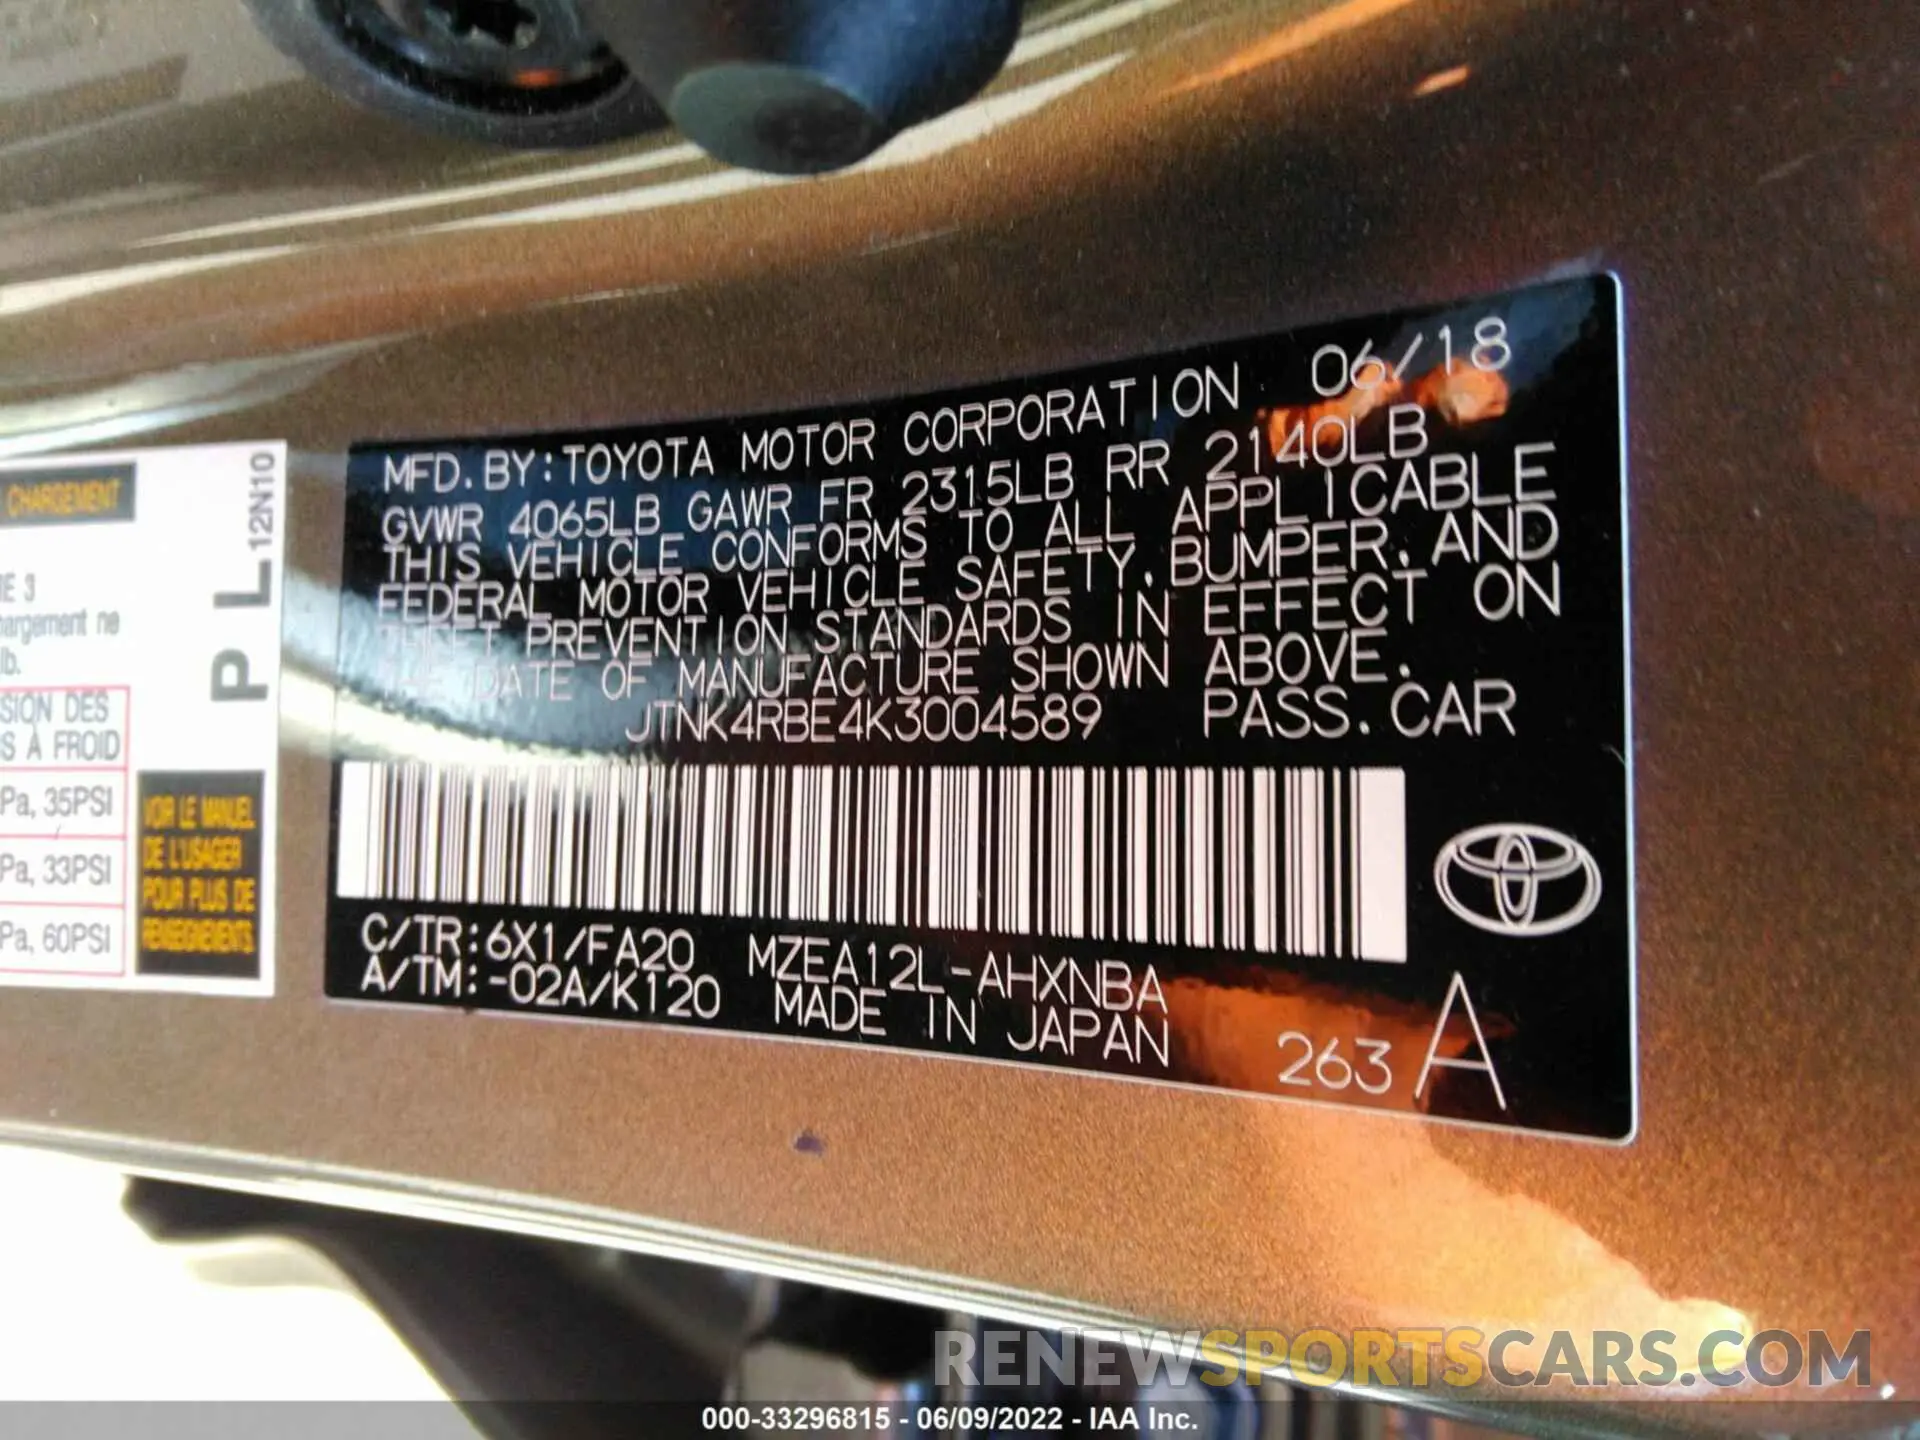 MFD. BY: TOYOTA MOTOR CORPORATION 06/18
GVWR 4065LB GAWR FR 2315LB RR 2140LB
THIS VEHICLE CONFORMS TO ALL APPLICABLE
FEDERAL MOTOR VEHICLE SAFETY, BUMPER, AND
THEFT PREVENTION STANDARDS IN EFFECT ON
THE DATE OF MANUFACTURE SHOWN ABOVE.
JTNK4RBE4K3004589 PASS. CAR
C/TR: 6X1/FA20 MZEA12L-AHXNBA
A/TM: -02A/K120 MADE IN JAPAN
263 A
CHARGEMENT
P L 12N10
E 3
hargement ne
lb.
SION DES
S À FROID
Pa, 35PSI
Pa, 33PSI
Pa, 60PSI
VOIR LE MANUEL
DE L'USAGER
POUR PLUS DE
RENSEIGNEMENTS.
RENEWSPORTSCARS.COM
000-33296815 - 06/09/2022 - IAA Inc.